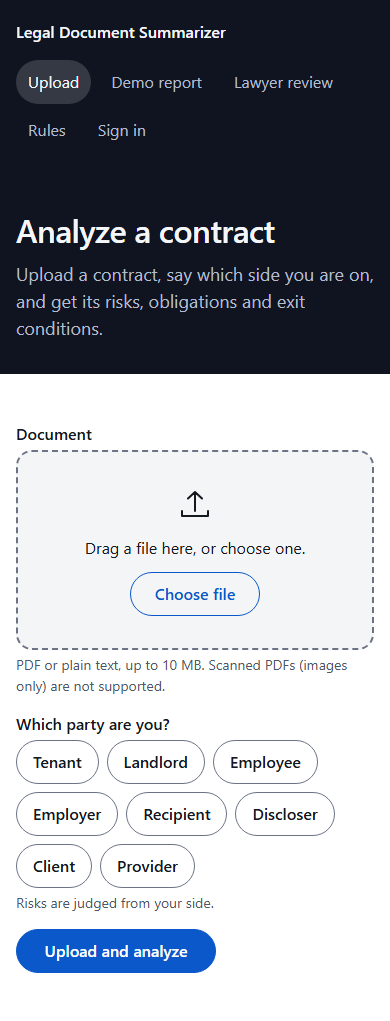 Legal Document Summarizer
Upload Demo report Lawyer review
Rules Sign in
Analyze a contract
Upload a contract, say which side you are on,
and get its risks, obligations and exit
conditions.
Document
Drag a file here, or choose one.
Choose file
PDF or plain text, up to 10 MB. Scanned PDFs (images
only) are not supported.
Which party are you?
Tenant Landlord Employee
Employer Recipient Discloser
Client Provider
Risks are judged from your side.
Upload and analyze